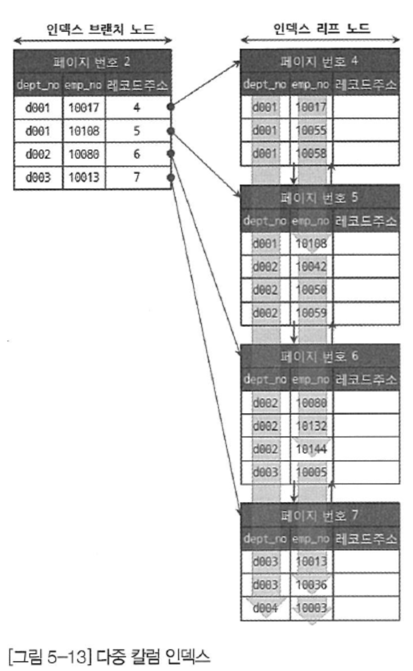 인덱스 브랜치 노드
페이지 번호 2
dept_no emp_no 레코드주소
d001 10017 4
d001 10108 5
d002 10080 6
d003 10013 7
인덱스 리프 노드
페이지 번호 4
dept_no emp_no 레코드주소
d001 10017
d001 10055
d001 10058
페이지 번호 5
dept_no emp_no 레코드주소
d001 10108
d002 10042
d002 10050
d002 10059
페이지 번호 6
dept_no emp_no 레코드주소
d002 10080
d002 10132
d002 10144
d003 10005
페이지 번호 7
dept_no emp_no 레코드주소
d003 10013
d003 10036
d004 10003
[그림 5-13] 다중 칼럼 인덱스